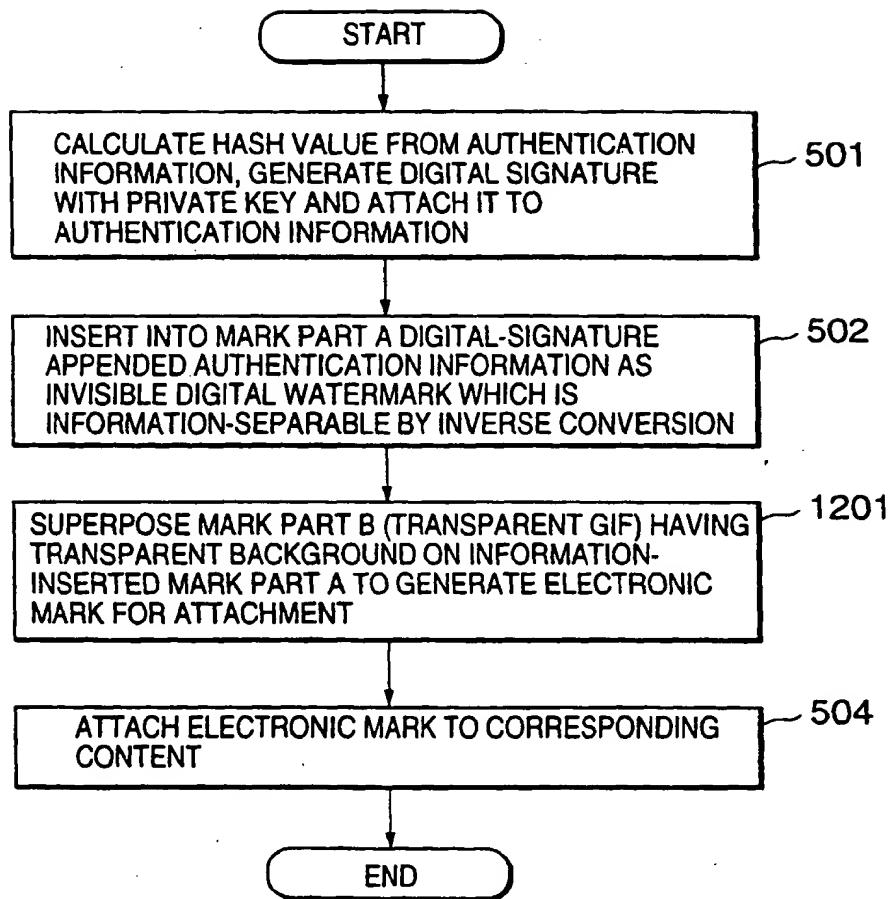 START
CALCULATE HASH VALUE FROM AUTHENTICATION
INFORMATION, GENERATE DIGITAL SIGNATURE
WITH PRIVATE KEY AND ATTACH IT TO
AUTHENTICATION INFORMATION
501
INSERT INTO MARK PART A DIGITAL-SIGNATURE
APPENDED AUTHENTICATION INFORMATION AS
INVISIBLE DIGITAL WATERMARK WHICH IS
INFORMATION-SEPARABLE BY INVERSE CONVERSION
502
SUPERPOSE MARK PART B (TRANSPARENT GIF) HAVING
TRANSPARENT BACKGROUND ON INFORMATION-
INSERTED MARK PART A TO GENERATE ELECTRONIC
MARK FOR ATTACHMENT
1201
ATTACH ELECTRONIC MARK TO CORRESPONDING
CONTENT
504
END